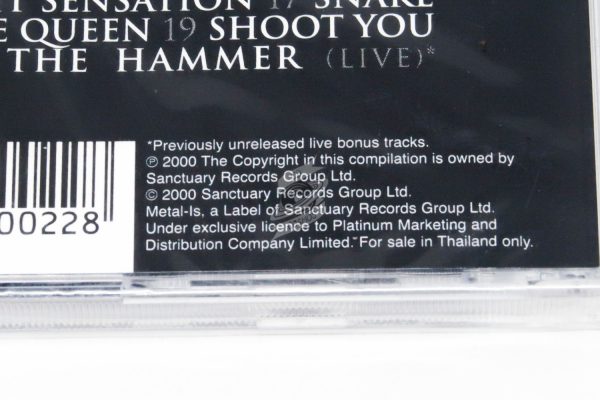 SENSATION 17 SNAKE
QUEEN 19 SHOOT YOU
THE HAMMER (LIVE)*
*Previously unreleased live bonus tracks.
℗ 2000 The Copyright in this compilation is owned by
Sanctuary Records Group Ltd.
© 2000 Sanctuary Records Group Ltd.
Metal-Is, a Label of Sanctuary Records Group Ltd.
Under exclusive licence to Platinum Marketing and
Distribution Company Limited.*For sale in Thailand only.
00228